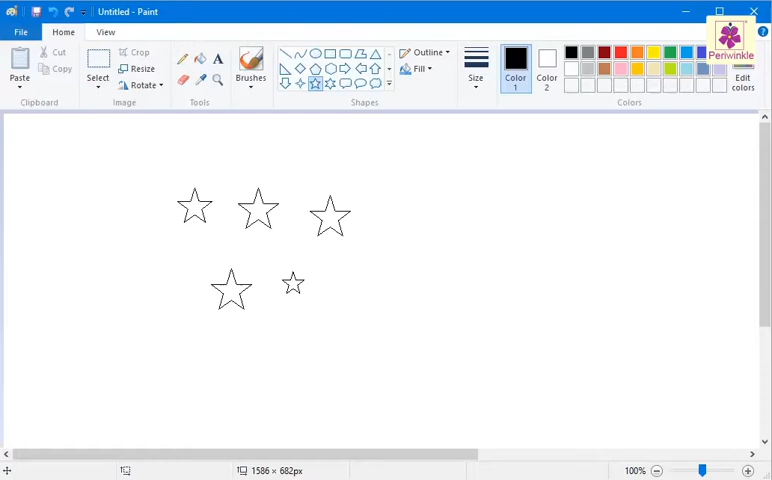 Untitled - Paint
File Home View
Periwinkle
Paste
Cut
Copy
Clipboard
Select
Crop
Resize
Rotate
Image
A
Tools
Brushes
Outline
Fill
Shapes
Size
Color 1
Color 2
Edit colors
Colors
1586 × 682px
100%